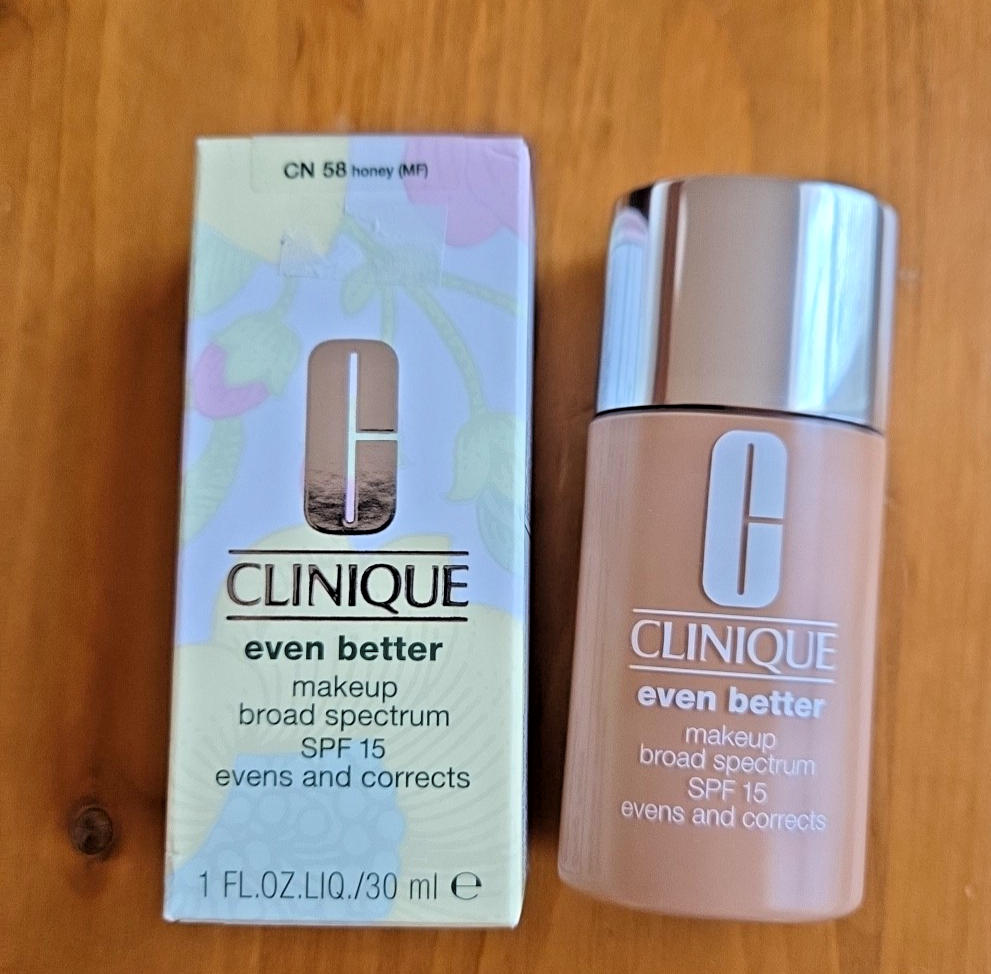 CN 58 honey (MF)
C
CLINIQUE
even better
makeup
broad spectrum
SPF 15
evens and corrects
1 FL.OZ.LIQ./30 ml ℮
C
CLINIQUE
even better
makeup
broad spectrum
SPF 15
evens and corrects